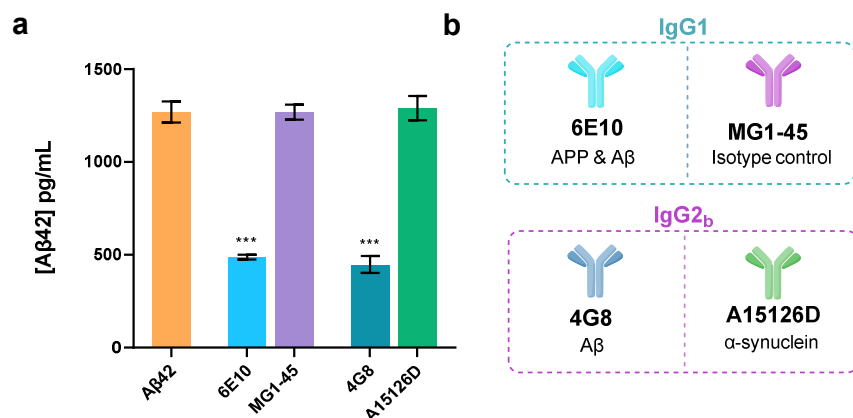 a
[Aβ42] pg/mL
1500
1000
500
0
***
***
Aβ42
6E10
MG1-45
4G8
A15126D
b
IgG1
6E10
APP & Aβ
MG1-45
Isotype control
IgG2b
4G8
Aβ
A15126D
α-synuclein